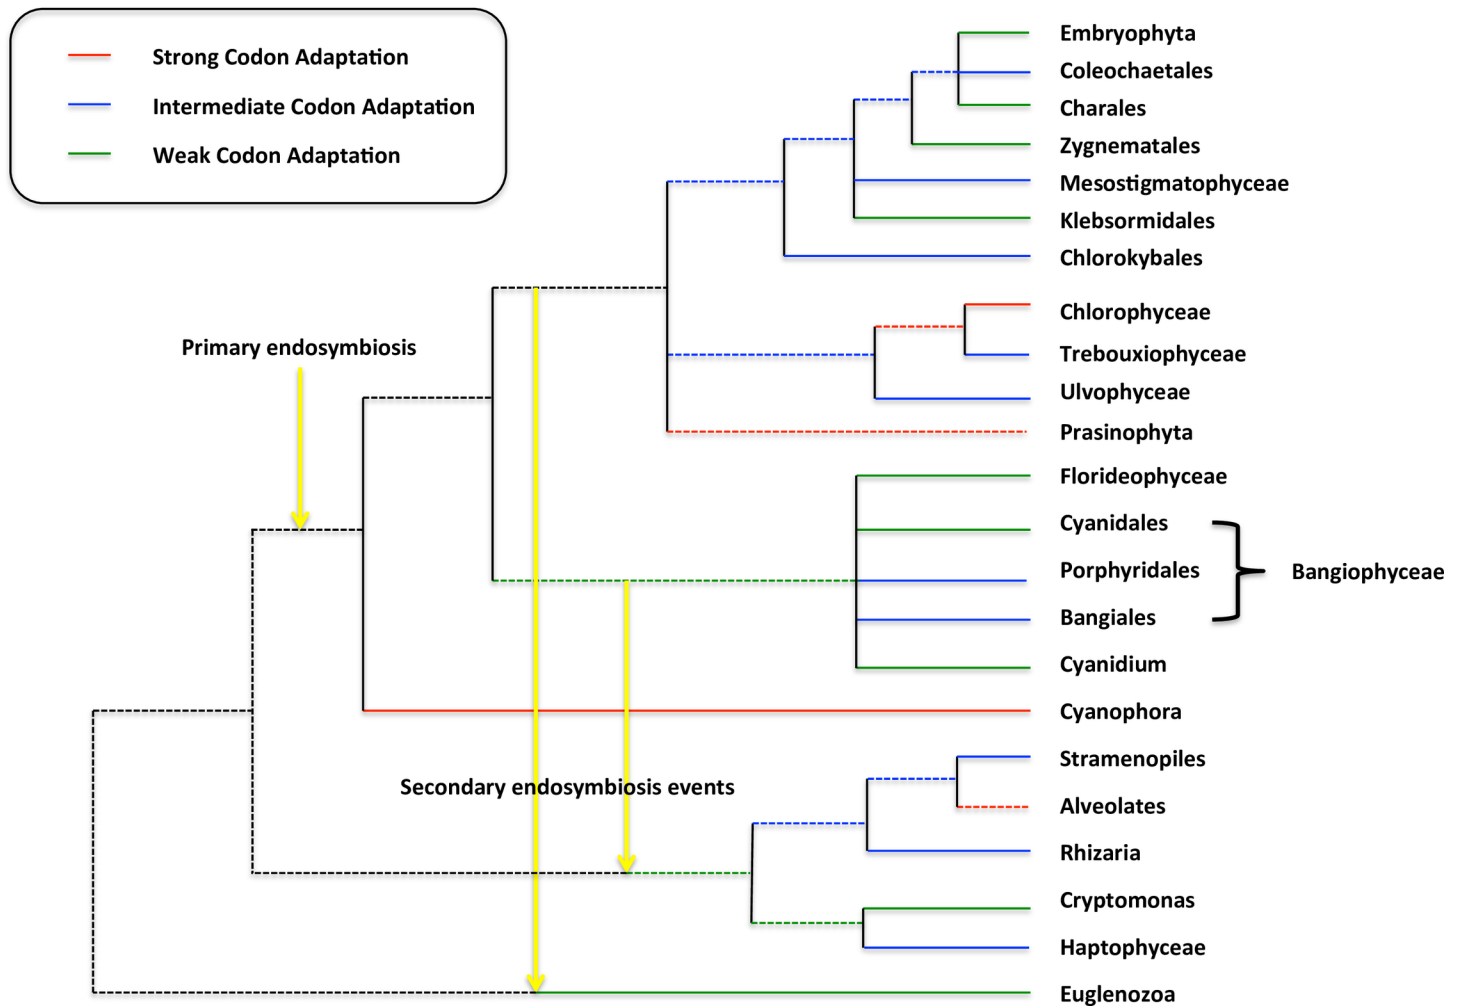 Strong Codon Adaptation
Intermediate Codon Adaptation
Weak Codon Adaptation
Embryophyta
Coleochaetales
Charales
Zygnematales
Mesostigmatophyceae
Klebsormidales
Chlorokybales
Chlorophyceae
Trebouxiophyceae
Ulvophyceae
Prasinophyta
Primary endosymbiosis
Florideophyceae
Cyanidales
Porphyridales
Bangiales
Bangiophyceae
Cyanidium
Cyanophora
Secondary endosymbiosis events
Stramenopiles
Alveolates
Rhizaria
Cryptomonas
Haptophyceae
Euglenozoa